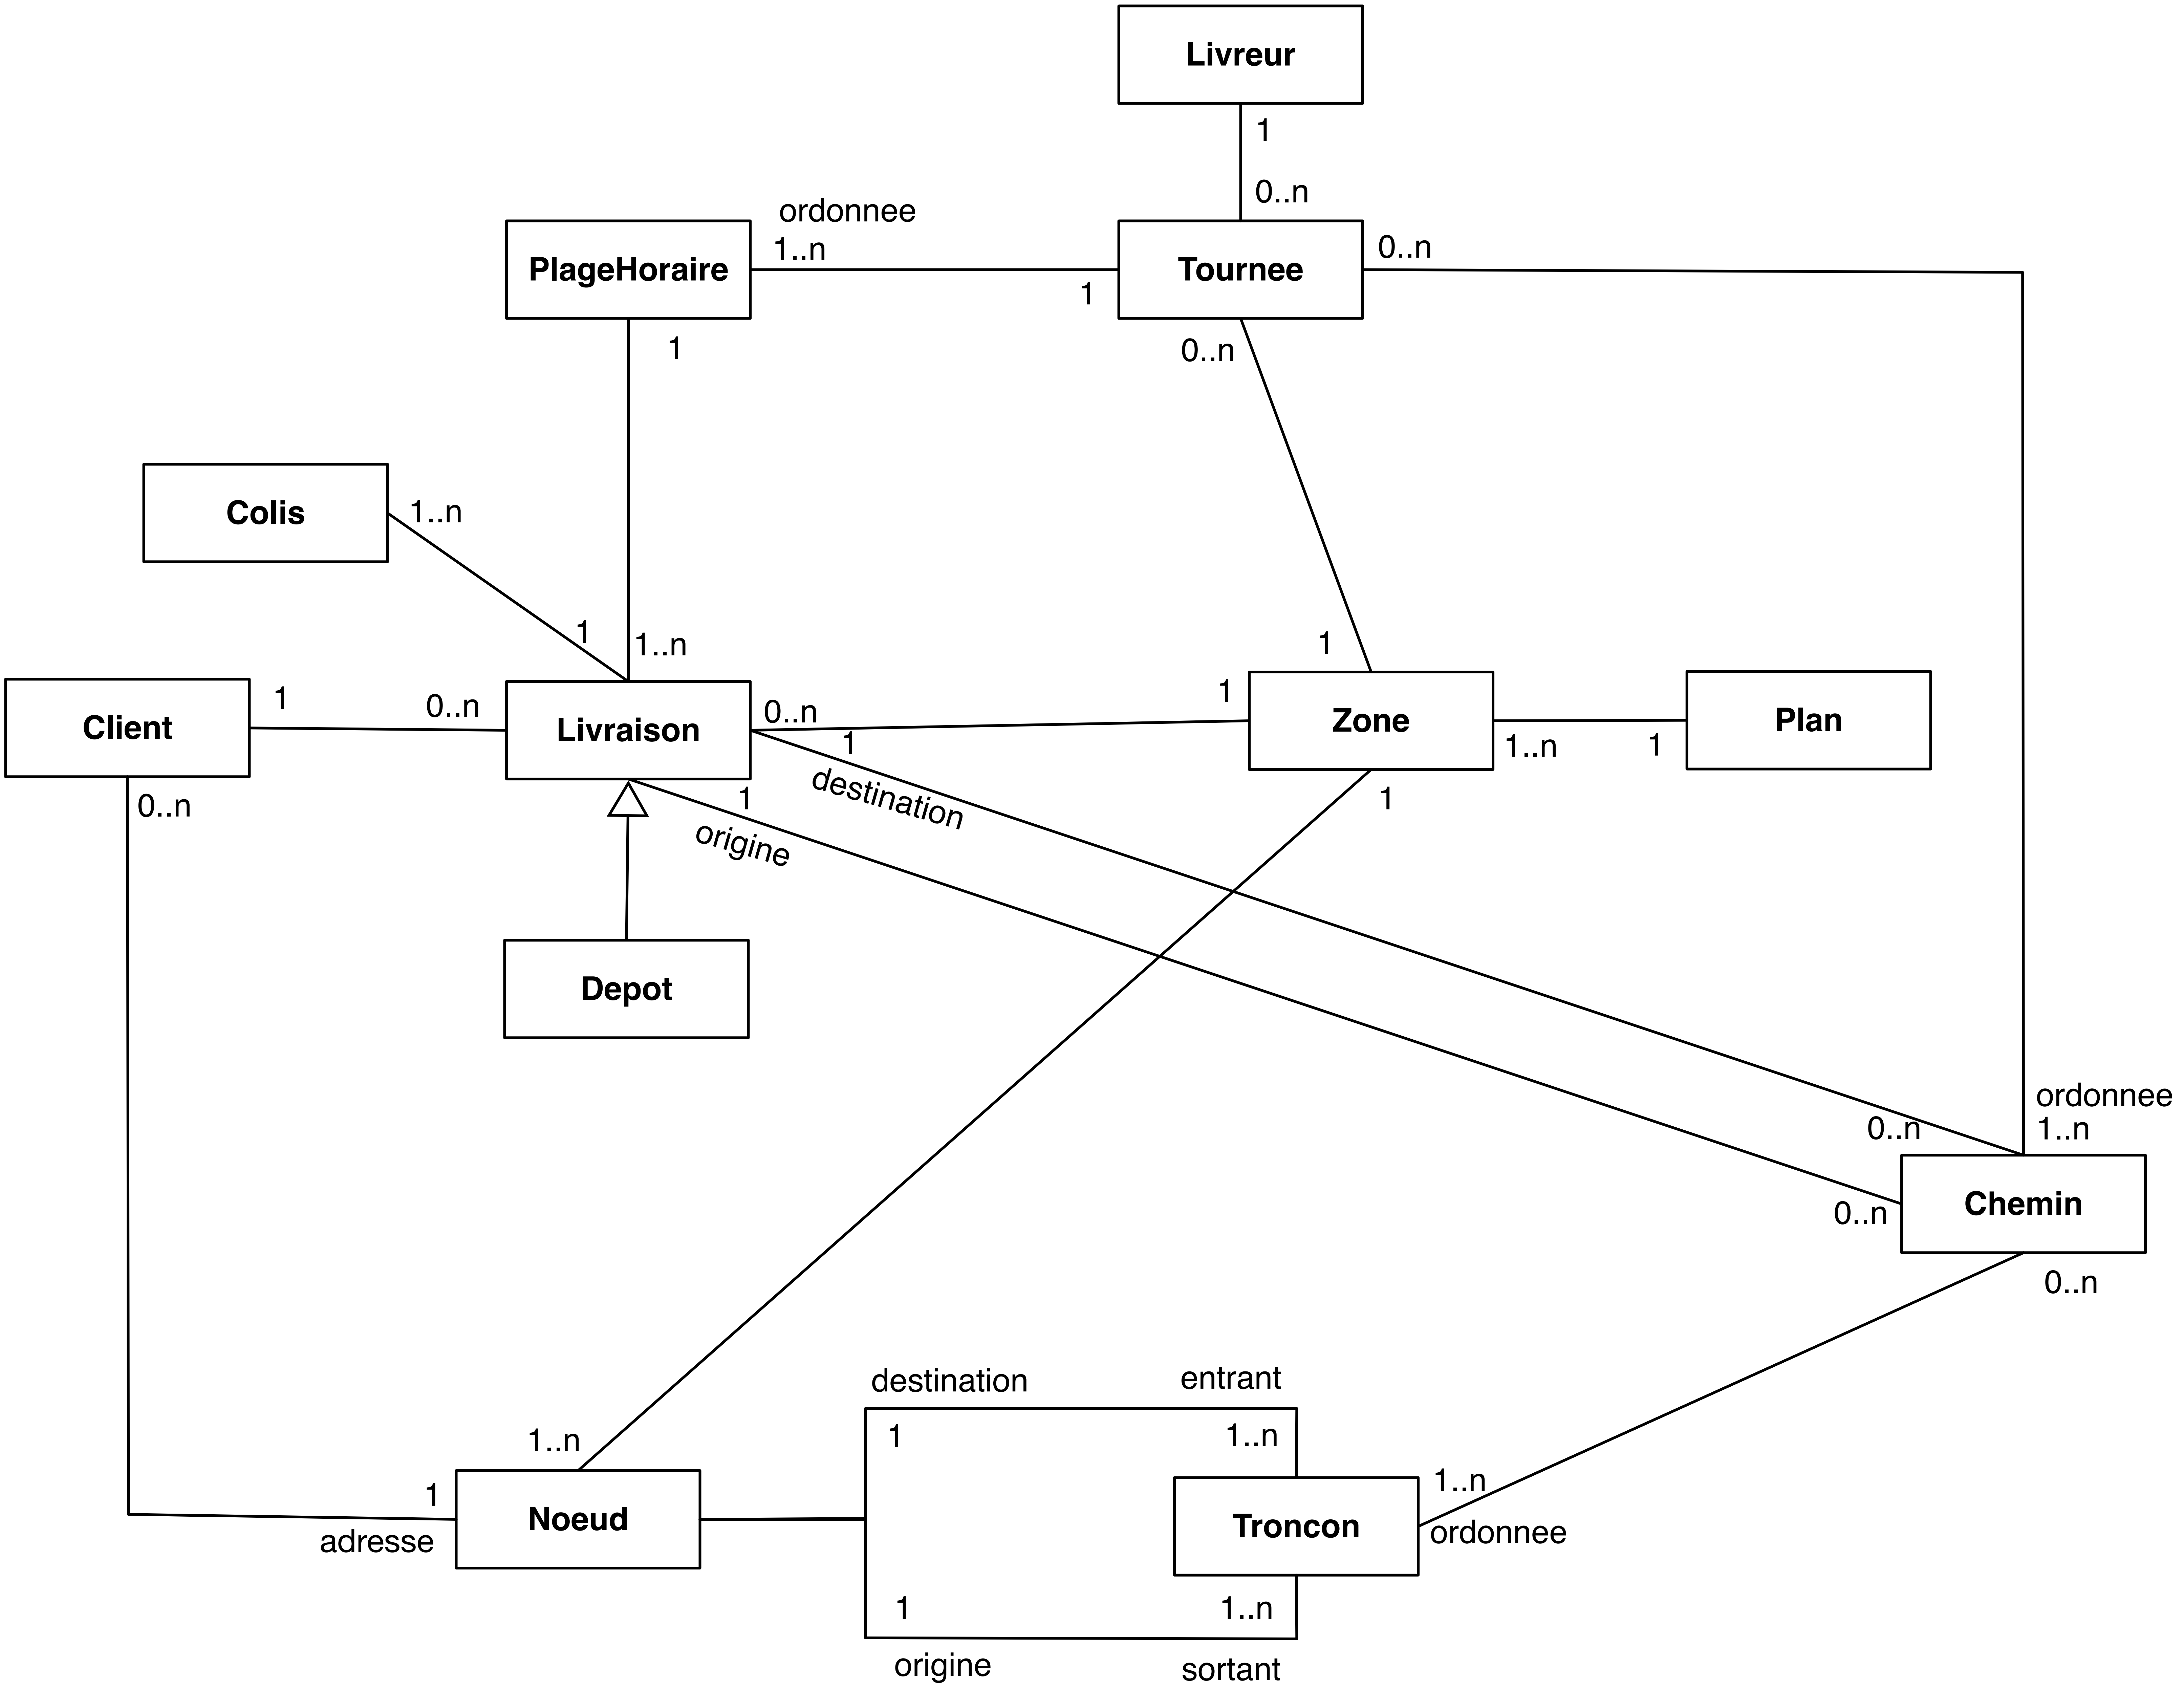 Livreur
1
0..n
ordonnee
1..n
PlageHoraire
1
Tournee
0..n
1
0..n
Colis
1..n
1
1..n
1
Client
1
0..n
Livraison
0..n
1
Zone
1..n
1
Plan
0..n
1
destination
1
origine
1
Depot
ordonnee
1..n
0..n
0..n
Chemin
0..n
destination
entrant
1
1..n
1..n
1
adresse
Noeud
Troncon
1..n
ordonnee
1
1..n
origine
sortant